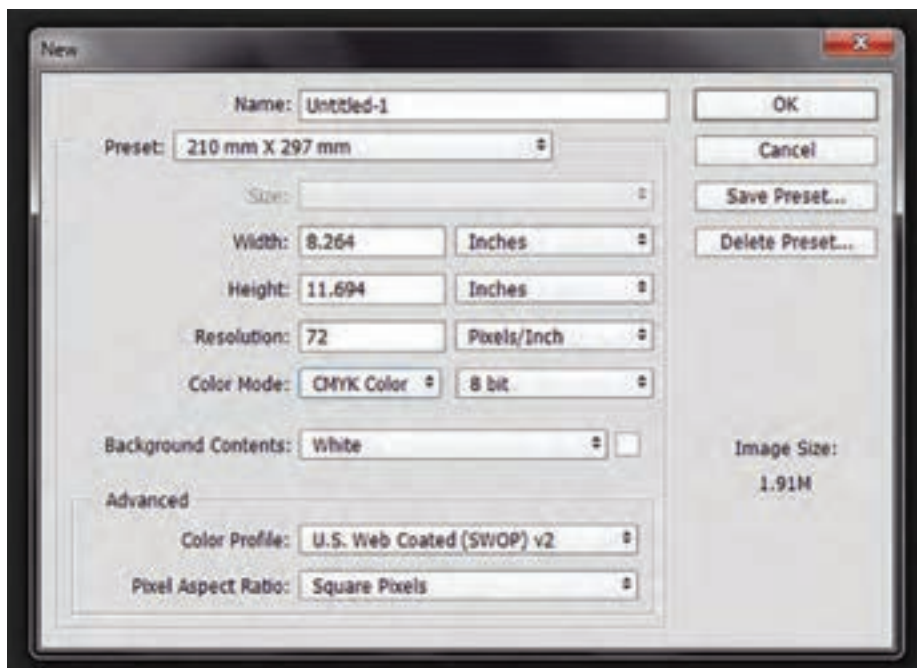 New
Name: Untitled-1
OK
Preset: 210 mm X 297 mm
Cancel
Size:
Save Preset...
Width: 8.264 Inches
Delete Preset...
Height: 11.694 Inches
Resolution: 72 Pixels/Inch
Color Mode: CMYK Color 8 bit
Background Contents: White
Image Size:
1.91M
Advanced
Color Profile: U.S. Web Coated (SWOP) v2
Pixel Aspect Ratio: Square Pixels